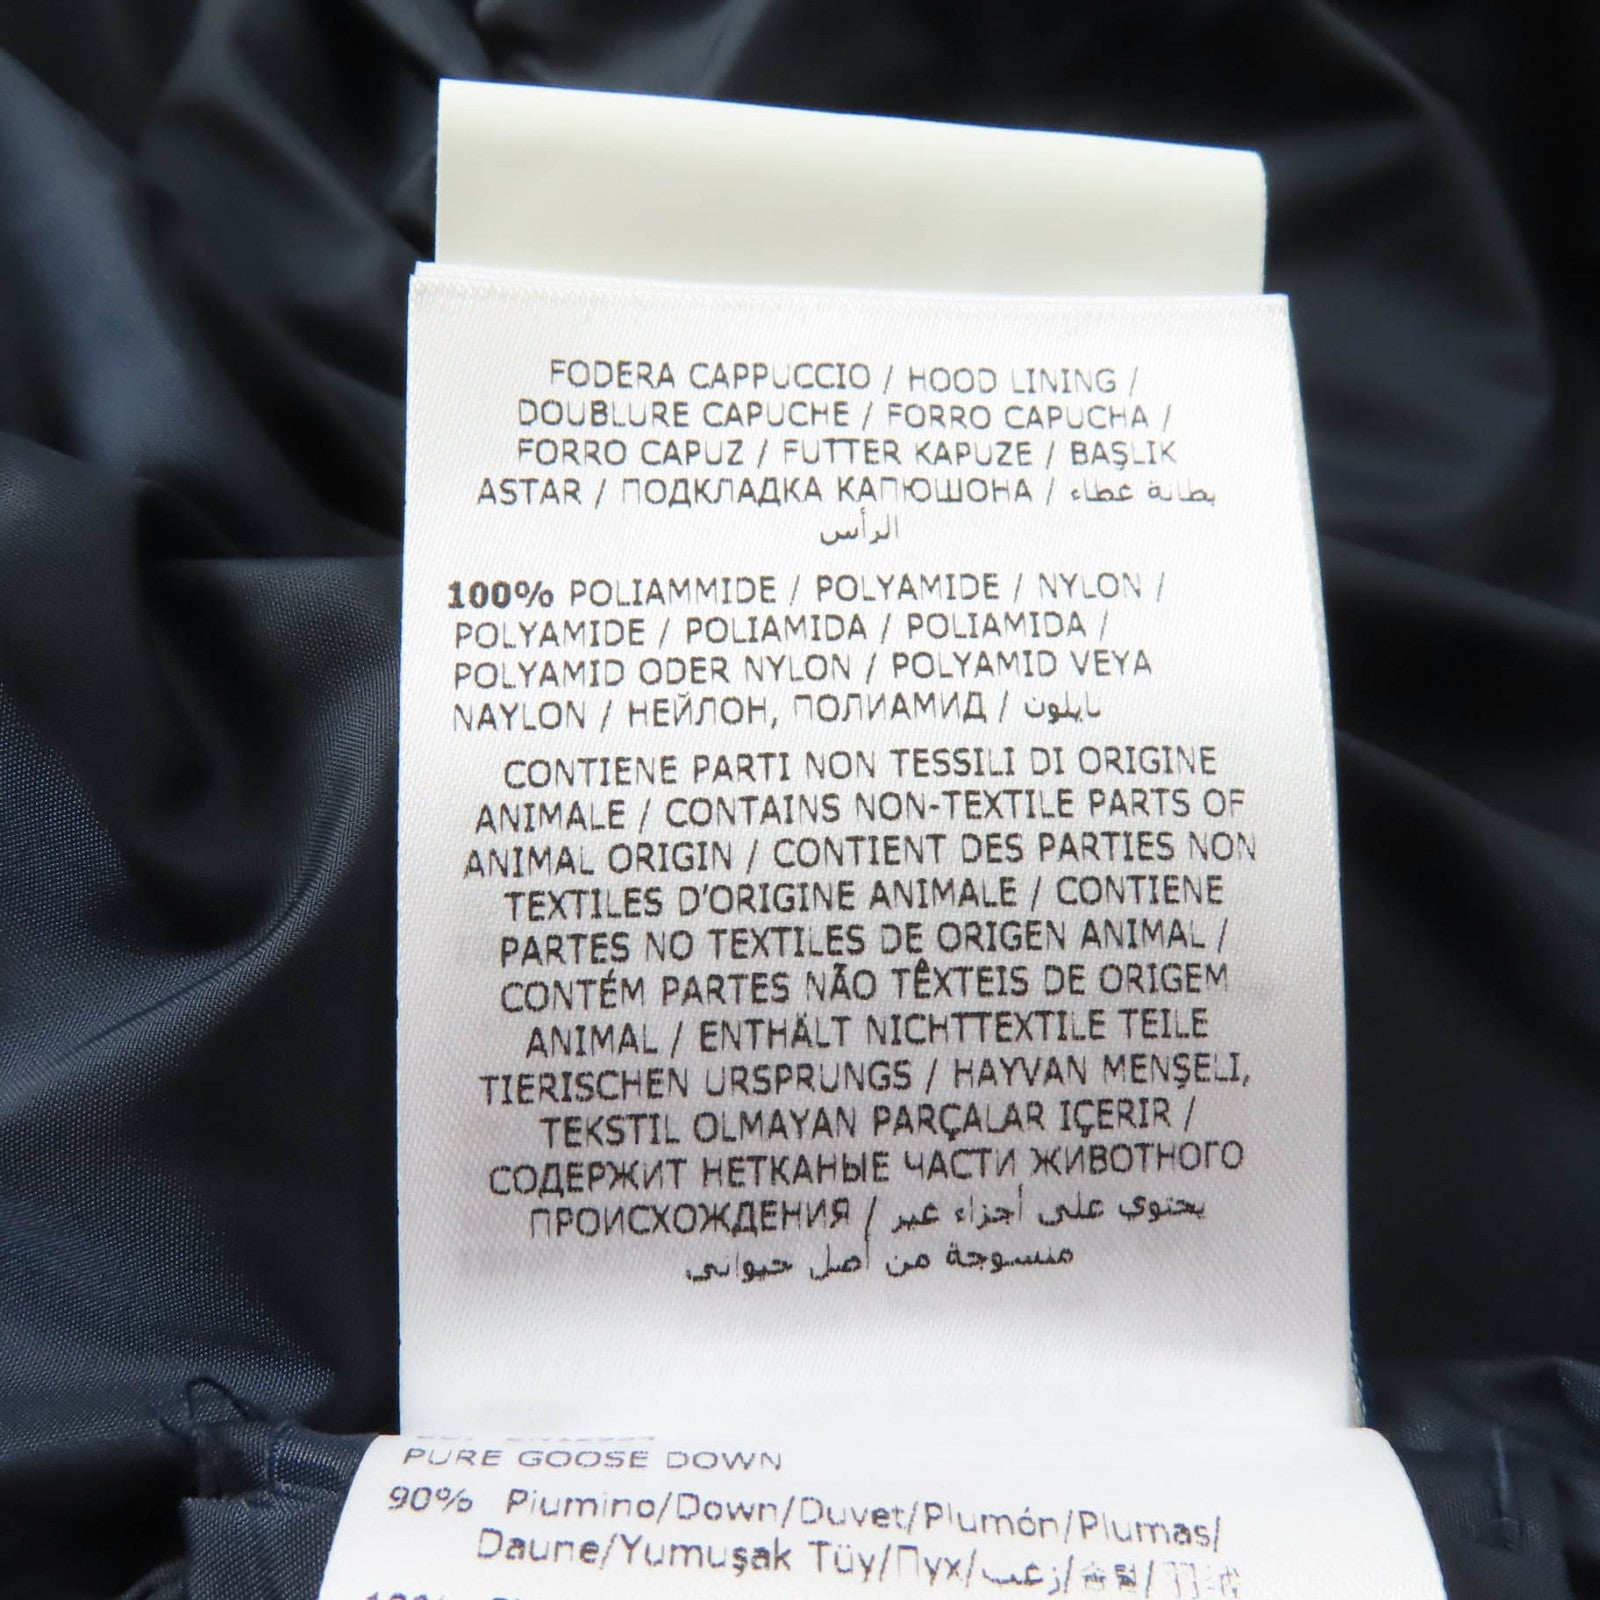 FODERA CAPPUCCIO / HOOD LINING /
DOUBLURE CAPUCHE / FORRO CAPUCHA /
FORRO CAPUZ / FUTTER KAPUZE / BAŞLIK
ASTAR / ПОДКЛАДКА КАПЮШОНА / بطانة غطاء
الرأس
100% POLIAMMIDE / POLYAMIDE / NYLON /
POLYAMIDE / POLIAMIDA / POLIAMIDA /
POLYAMID ODER NYLON / POLYAMID VEYA
NAYLON / НЕЙЛОН, ПОЛИАМИД / نايلون
CONTIENE PARTI NON TESSILI DI ORIGINE
ANIMALE / CONTAINS NON-TEXTILE PARTS OF
ANIMAL ORIGIN / CONTIENT DES PARTIES NON
TEXTILES D'ORIGINE ANIMALE / CONTIENE
PARTES NO TEXTILES DE ORIGEN ANIMAL /
CONTÉM PARTES NÃO TÊXTEIS DE ORIGEM
ANIMAL / ENTHÄLT NICHTTEXTILE TEILE
TIERISCHEN URSPRUNGS / HAYVAN MENŞELI,
TEKSTIL OLMAYAN PARÇALAR IÇERIR /
СОДЕРЖИТ НЕТКАНЫЕ ЧАСТИ ЖИВОТНОГО
ПРОИСХОЖДЕНИЯ / يحتوي على أجزاء غير
منسوجة من أصل حيواني
PURE GOOSE DOWN
90% Piumino/Down/Duvet/Plumón/Plumas/
Daune/Yumuşak Tüy/Пух/زغب/